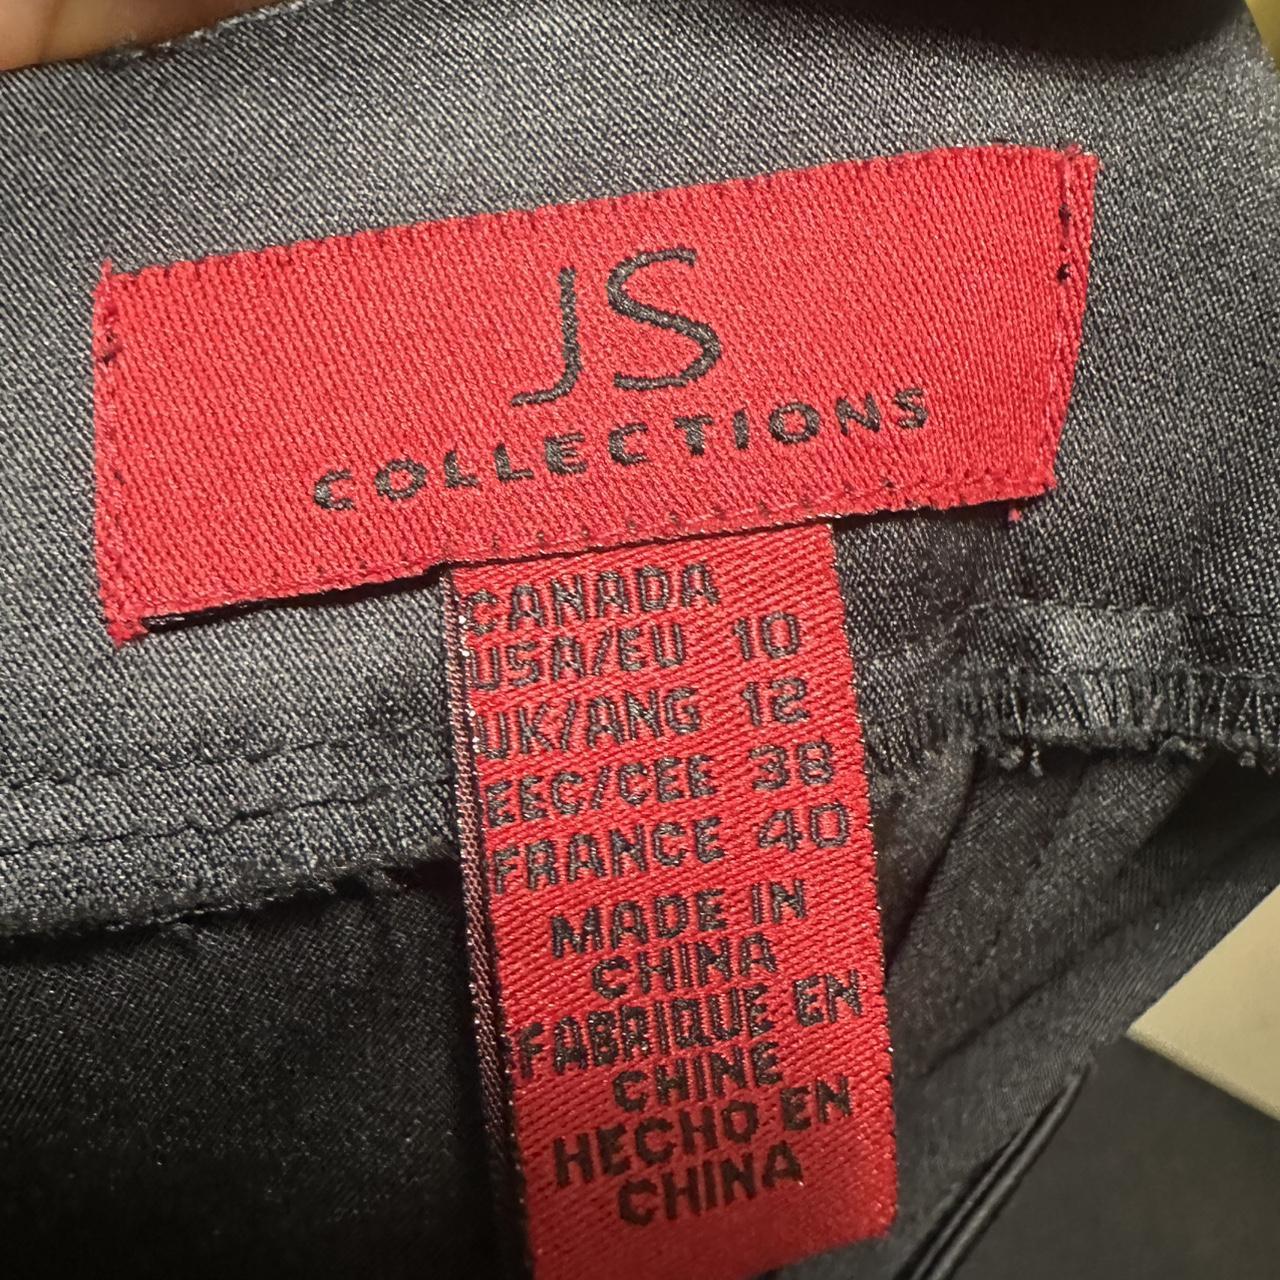 JS
COLLECTIONS
CANADA
USA/EU 10
UK/ANG 12
EEC/CEE 38
FRANCE 40
MADE IN
CHINA
FABRIQUE EN
CHINE
HECHO EN
CHINA